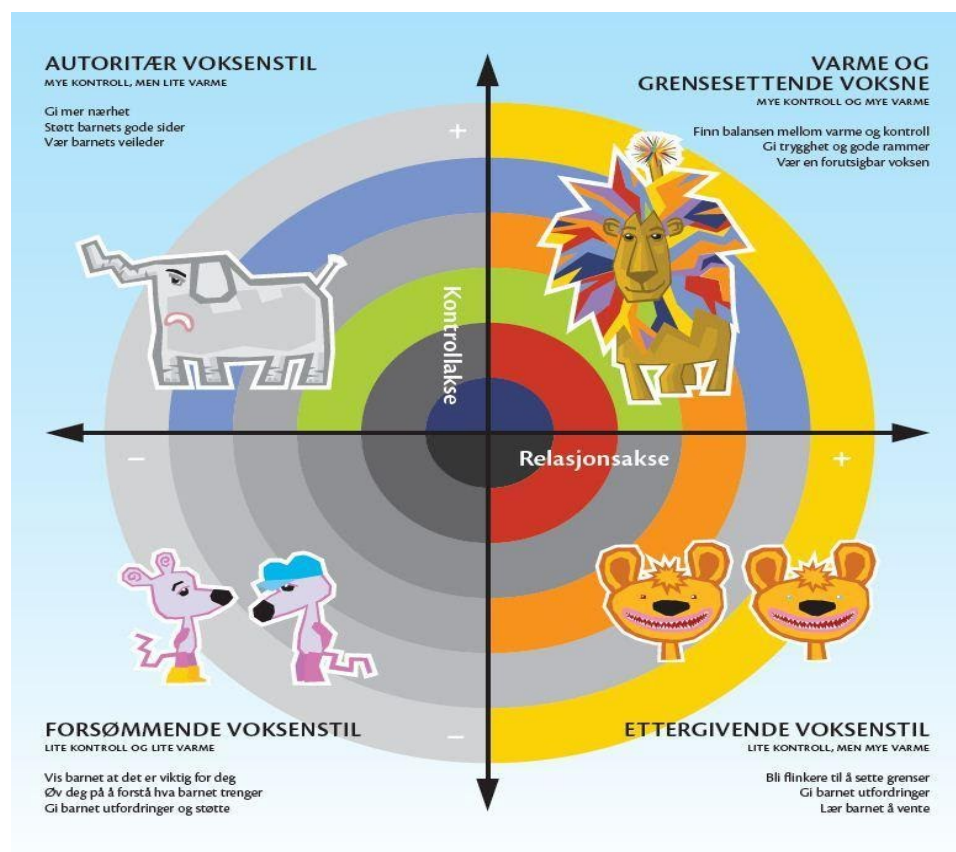 AUTORITÆR VOKSENSTIL
MYE KONTROLL, MEN LITE VARME
Gi mer nærhet
Støtt barnets gode sider
Vær barnets veileder
VARME OG
GRENSESETTENDE VOKSNE
MYE KONTROLL OG MYE VARME
Finn balansen mellom varme og kontroll
Gi trygghet og gode rammer
Vær en forutsigbar voksen
+
Kontrollakse
−
Relasjonsakse
+
−
FORSØMMENDE VOKSENSTIL
LITE KONTROLL OG LITE VARME
Vis barnet at det er viktig for deg
Øv deg på å forstå hva barnet trenger
Gi barnet utfordringer og støtte
ETTERGIVENDE VOKSENSTIL
LITE KONTROLL, MEN MYE VARME
Bli flinkere til å sette grenser
Gi barnet utfordringer
Lær barnet å vente